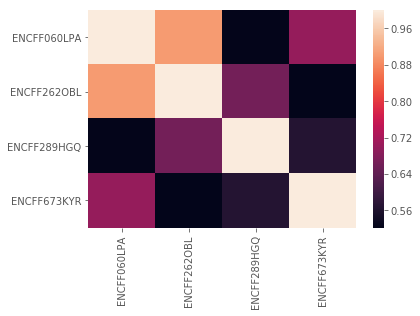 ENCFF060LPA
ENCFF262OBL
ENCFF289HGQ
ENCFF673KYR
ENCFF060LPA
ENCFF262OBL
ENCFF289HGQ
ENCFF673KYR
0.96
0.88
0.80
0.72
0.64
0.56